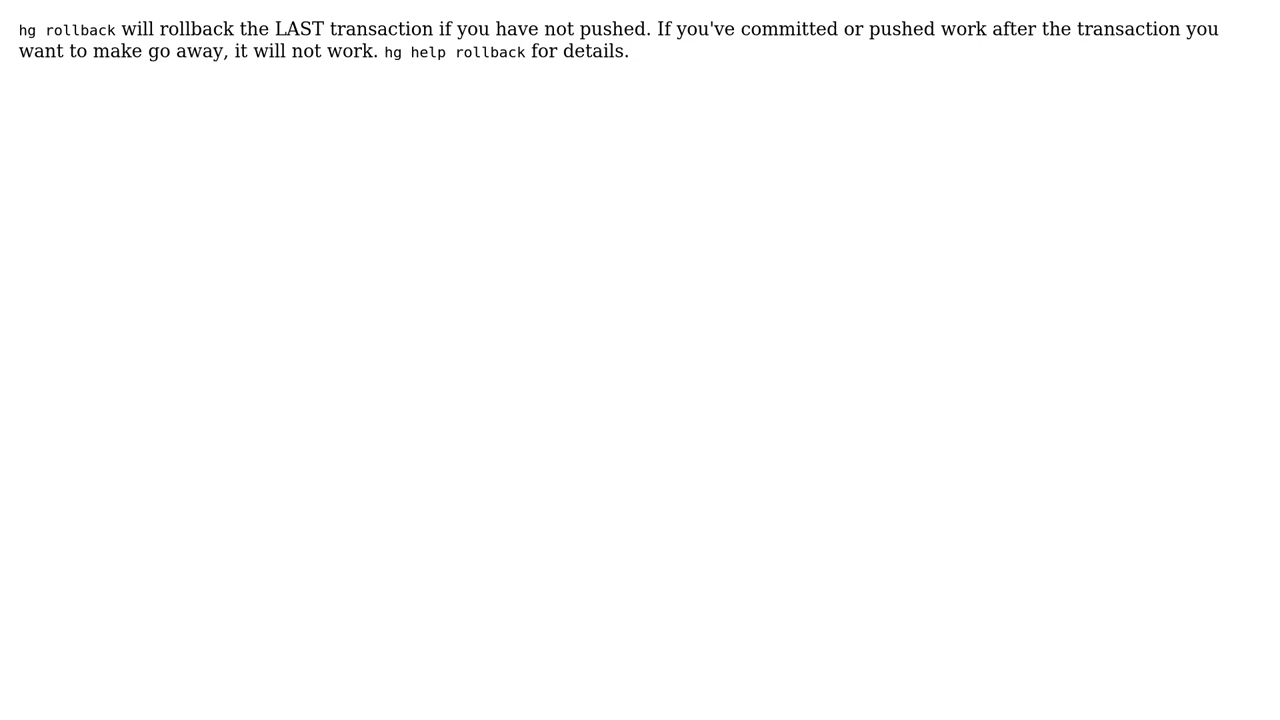 hg rollback will rollback the LAST transaction if you have not pushed. If you've committed or pushed work after the transaction you
want to make go away, it will not work. hg help rollback for details.